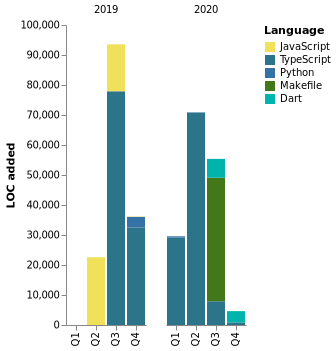 2019
2020
Language
JavaScript
TypeScript
Python
Makefile
Dart
LOC added
100,000
90,000
80,000
70,000
60,000
50,000
40,000
30,000
20,000
10,000
0
Q1 Q2 Q3 Q4
Q1 Q2 Q3 Q4